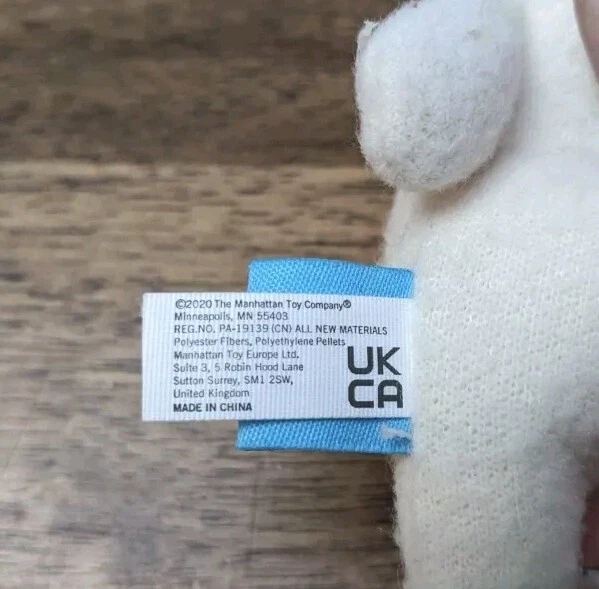 ©2020 The Manhattan Toy Company®
Minneapolis, MN 55403
REG.NO. PA-19139 (CN) ALL NEW MATERIALS
Polyester Fibers, Polyethylene Pellets
Manhattan Toy Europe Ltd.
Suite 3, 5 Robin Hood Lane
Sutton Surrey, SM1 2SW,
United Kingdom
MADE IN CHINA
UK
CA